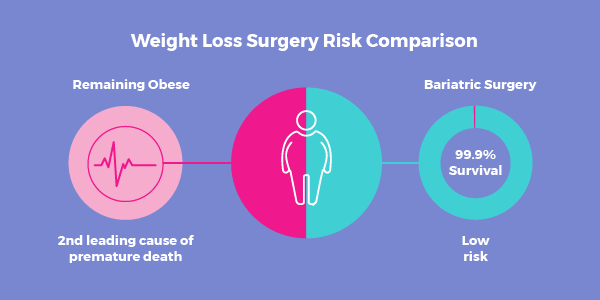 Weight Loss Surgery Risk Comparison
Remaining Obese
Bariatric Surgery
99.9%
Survival
2nd leading cause of
premature death
Low
risk